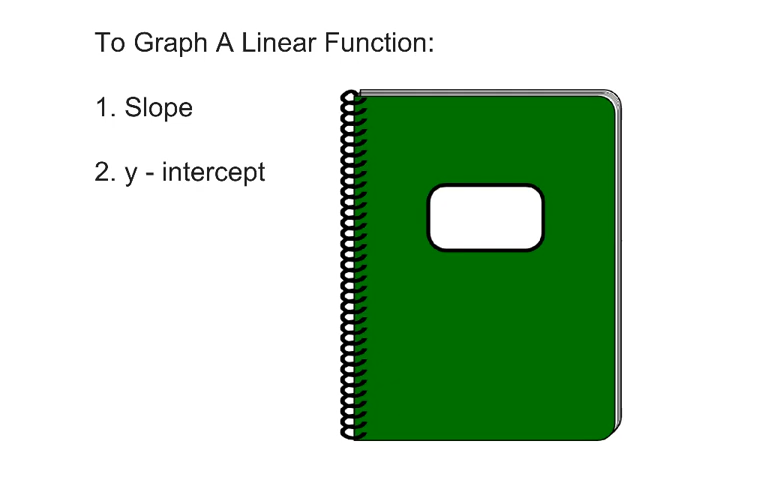 To Graph A Linear Function:
1. Slope
2. y - intercept